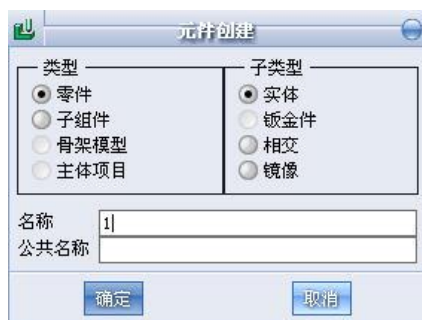 元件创建
类型
零件
子组件
骨架模型
主体项目
子类型
实体
钣金件
相交
镜像
名称 1
公共名称
确定 取消